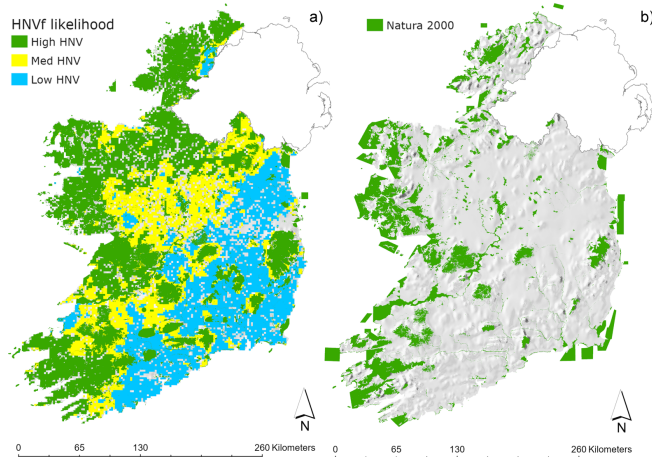 HNVf likelihood
High HNV
Med HNV
Low HNV
a)
Natura 2000
b)
N
N
0 65 130 260 Kilometers
0 65 130 260 Kilometers